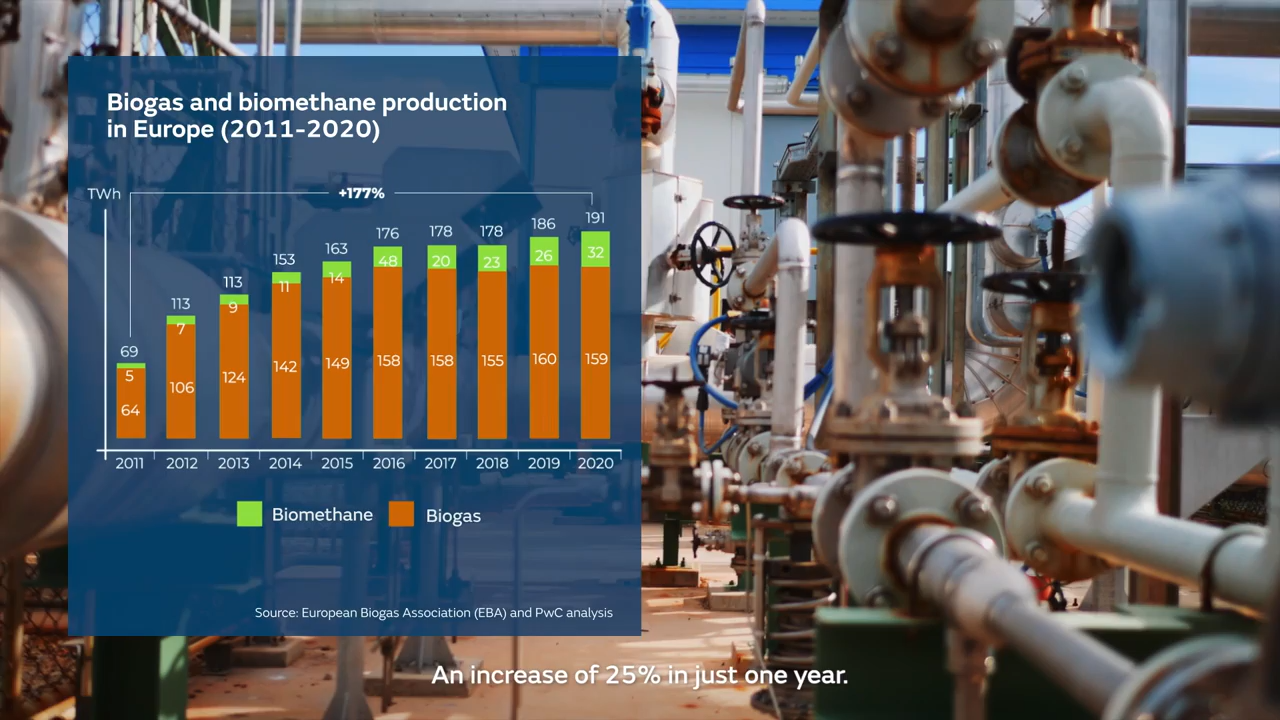 Biogas and biomethane production
in Europe (2011-2020)
TWh
+177%
69 113 113 153 163 176 178 178 186 191
5 7 9 11 14 48 20 23 26 32
64 106 124 142 149 158 158 155 160 159
2011 2012 2013 2014 2015 2016 2017 2018 2019 2020
Biomethane Biogas
Source: European Biogas Association (EBA) and PwC analysis
An increase of 25% in just one year.